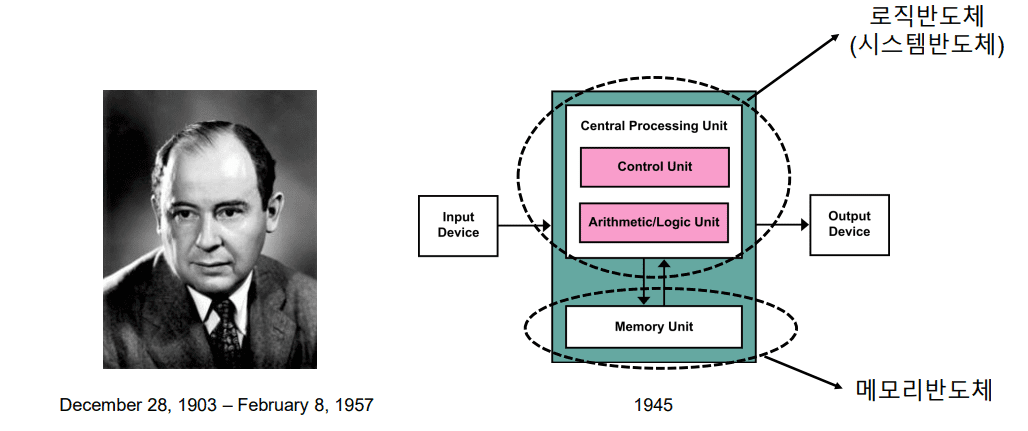 로직반도체
(시스템반도체)
Central Processing Unit
Control Unit
Arithmetic/Logic Unit
Input
Device
Output
Device
Memory Unit
메모리반도체
December 28, 1903 – February 8, 1957
1945